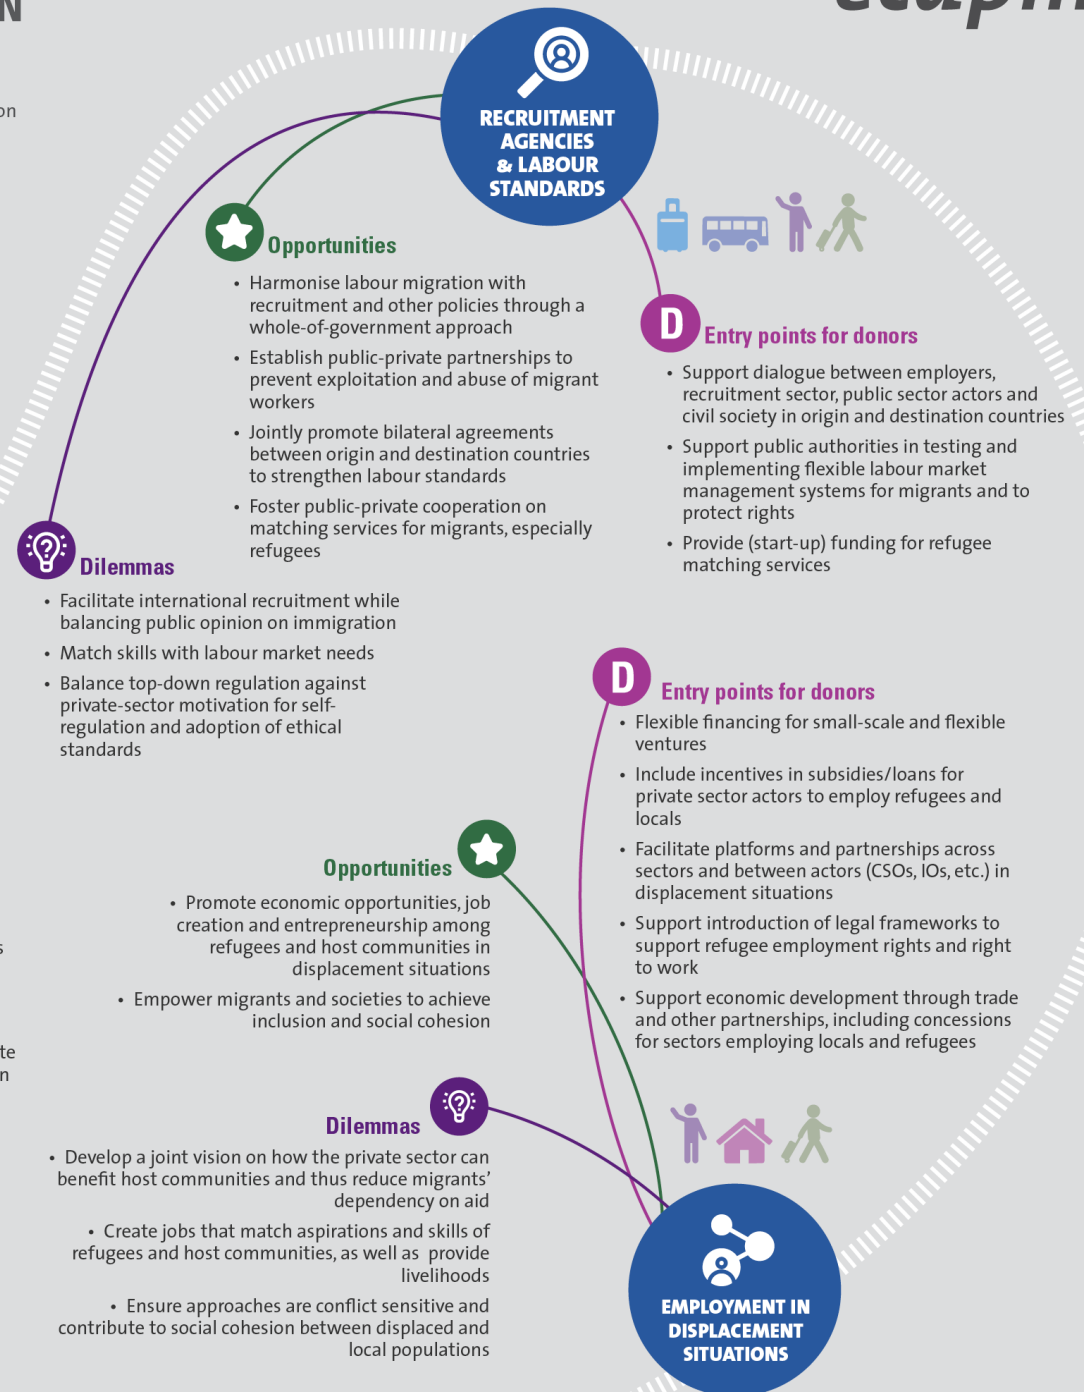 N
on
RECRUITMENT
AGENCIES
& LABOUR
STANDARDS
Opportunities
• Harmonise labour migration with
recruitment and other policies through a
whole-of-government approach
• Establish public-private partnerships to
prevent exploitation and abuse of migrant
workers
• Jointly promote bilateral agreements
between origin and destination countries
to strengthen labour standards
• Foster public-private cooperation on
matching services for migrants, especially
refugees
D
Entry points for donors
• Support dialogue between employers,
recruitment sector, public sector actors and
civil society in origin and destination countries
• Support public authorities in testing and
implementing flexible labour market
management systems for migrants and to
protect rights
• Provide (start-up) funding for refugee
matching services
?
Dilemmas
• Facilitate international recruitment while
balancing public opinion on immigration
• Match skills with labour market needs
• Balance top-down regulation against
private-sector motivation for self-
regulation and adoption of ethical
standards
D
Entry points for donors
• Flexible financing for small-scale and flexible
ventures
• Include incentives in subsidies/loans for
private sector actors to employ refugees and
locals
• Facilitate platforms and partnerships across
sectors and between actors (CSOs, IOs, etc.) in
displacement situations
• Support introduction of legal frameworks to
support refugee employment rights and right
to work
• Support economic development through trade
and other partnerships, including concessions
for sectors employing locals and refugees
Opportunities
• Promote economic opportunities, job
creation and entrepreneurship among
refugees and host communities in
displacement situations
• Empower migrants and societies to achieve
inclusion and social cohesion
s
te
n
?
Dilemmas
• Develop a joint vision on how the private sector can
benefit host communities and thus reduce migrants'
dependency on aid
• Create jobs that match aspirations and skills of
refugees and host communities, as well as  provide
livelihoods
• Ensure approaches are conflict sensitive and
contribute to social cohesion between displaced and
local populations
EMPLOYMENT IN
DISPLACEMENT
SITUATIONS